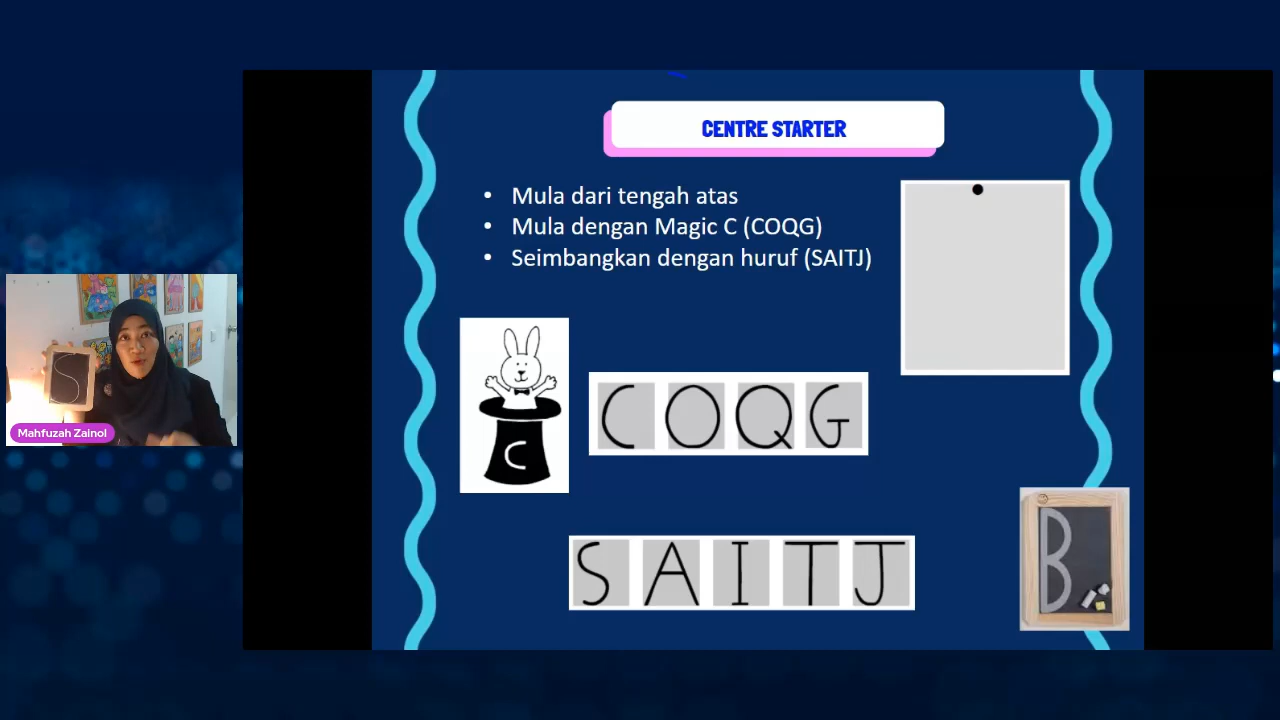 CENTRE STARTER
• Mula dari tengah atas
• Mula dengan Magic C (COQG)
• Seimbangkan dengan huruf (SAITJ)
C
C O Q G
S A I T J
B
S
Mahfuzah Zainol